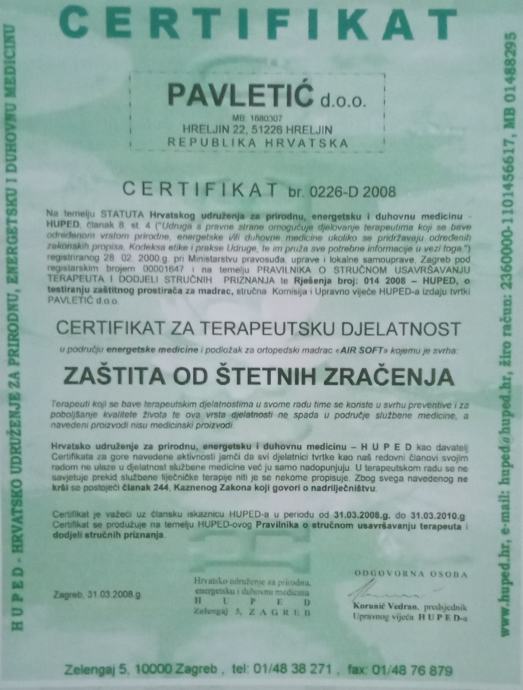 CERTIFIKAT
PAVLETIĆ d.o.o.
MB: 1680307
HRELJIN 22, 51226 HRELJIN
REPUBLIKA HRVATSKA
CERTIFIKAT br. 0226-D 2008
Na temelju STATUTA Hrvatskog udruženja za prirodnu, energetsku i duhovnu medicinu -
HUPED, članak 8. st. 4 ("Udruga s pravne strane omogućuje djelovanje terapeutima koji se bave
određenom vrstom prirodne, energetske i/ili duhovne medicine ukoliko se pridržavaju određenih
zakonskih propisa, Kodeksa etike i prakse Udruge, te im pruža sve potrebne informacije u vezi toga.")
registriranog 28. 02. 2000. g. pri Ministarstvu pravosuđa, uprave i lokalne samouprave, Zagreb pod
registarskim brojem 00001647 i na temelju PRAVILNIKA O STRUČNOM USAVRŠAVANJU
TERAPEUTA I DODJELI STRUČNIH PRIZNANJA te Rješenja broj: 014 2008 – HUPED, o
testiranju zaštitnog prostirača za madrac, stručna Komisija i Upravno vijeće HUPED-a izdaju tvrtki
PAVLETIĆ d.o.o.
CERTIFIKAT ZA TERAPEUTSKU DJELATNOST
u području energetske medicine i podložak za ortopedski madrac «AIR SOFT» kojemu je svrha:
ZAŠTITA OD ŠTETNIH ZRAČENJA
Terapeuti koji se bave terapeutskim djelatnostima u svome radu time se koriste u svrhu preventive i za
poboljšanje kvalitete života te ova vrsta djelatnosti ne spada u područje službene medicine, a
navedeni proizvodi nisu medicinski proizvodi.
Hrvatsko udruženje za prirodnu, energetsku i duhovnu medicinu – H U P E D kao davatelj
Certifikata za gore navedene aktivnosti jamči da svi djelatnici tvrtke kao naš redovni članovi svojim
radom ne ulaze u djelatnost službene medicine već ju samo nadopunjuju. U terapeutskom radu se ne
savjetuje prekid službene liječničke terapije niti se nekome propisuje. Zbog svega navedenog ne
krši se postojeći članak 244, Kaznenog Zakona koji govori o nadriliječništvu.
Certifikat je važeći uz člansku iskaznicu HUPED-a u periodu od 31.03.2008.g. do 31.03.2010.g
Certifikat se produžuje na temelju HUPED-ovog Pravilnika o stručnom usavršavanju terapeuta i
dodjeli stručnih priznanja.
Zagreb, 31.03.2008.g.
Hrvatsko udruženje za prirodnu,
energetsku i duhovnu medicinu
H U P E D
Zelengaj 5, ZAGREB
ODGOVORNA OSOBA
Korunić Vedran, predsjednik
Upravnog vijeća H U P E D-a
Zelengaj 5, 10000 Zagreb , tel: 01/48 38 271 , fax: 01/48 76 879
H U P E D - HRVATSKO UDRUŽENJE ZA PRIRODNU, ENERGETSKU I DUHOVNU MEDICINU
www.huped.hr, e-mail: huped@huped.hr, žiro račun: 2360000-1101456617, MB 01488295